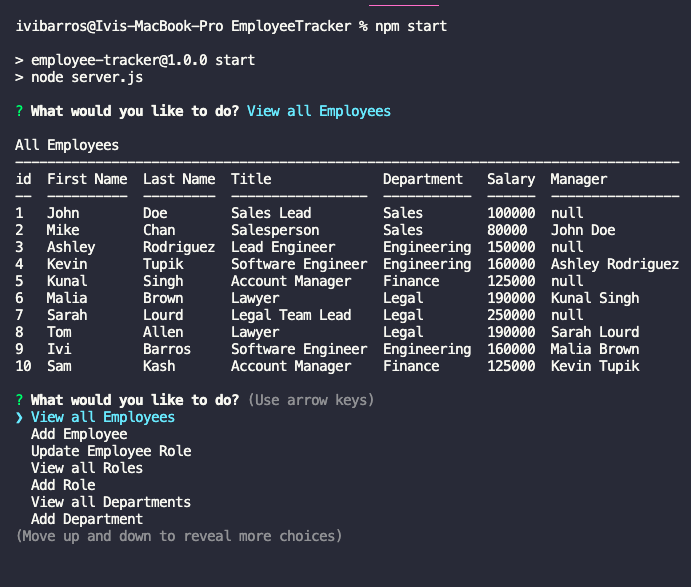 ivibarros@Ivis-MacBook-Pro EmployeeTracker % npm start
> employee-tracker@1.0.0 start
> node server.js
? What would you like to do? View all Employees
All Employees
id  First Name  Last Name  Title              Department   Salary  Manager
--  ----------  ---------  -----------------  -----------  ------  ----------------
1   John        Doe        Sales Lead         Sales        100000  null
2   Mike        Chan       Salesperson        Sales        80000   John Doe
3   Ashley      Rodriguez  Lead Engineer      Engineering  150000  null
4   Kevin       Tupik      Software Engineer  Engineering  160000  Ashley Rodriguez
5   Kunal       Singh      Account Manager    Finance      125000  null
6   Malia       Brown      Lawyer             Legal        190000  Kunal Singh
7   Sarah       Lourd      Legal Team Lead    Legal        250000  null
8   Tom         Allen      Lawyer             Legal        190000  Sarah Lourd
9   Ivi         Barros     Software Engineer  Engineering  160000  Malia Brown
10  Sam         Kash       Account Manager    Finance      125000  Kevin Tupik
? What would you like to do? (Use arrow keys)
❯ View all Employees
Add Employee
Update Employee Role
View all Roles
Add Role
View all Departments
Add Department
(Move up and down to reveal more choices)